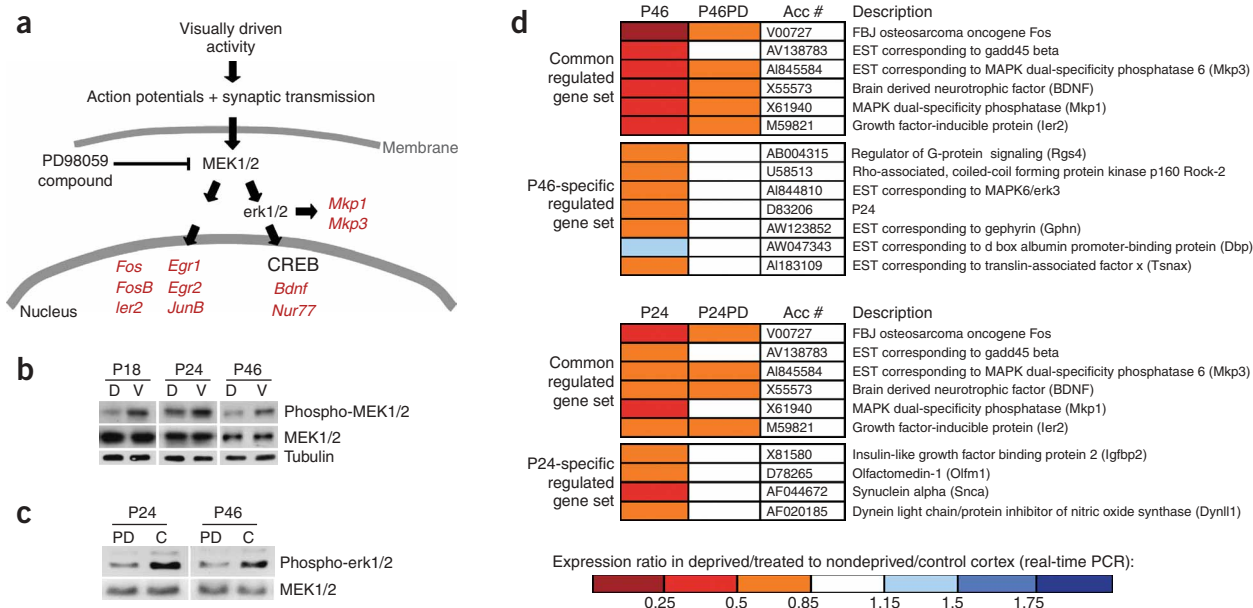 a
Visually driven
activity
Action potentials + synaptic transmission
Membrane
PD98059
compound
MEK1/2
erk1/2
Mkp1
Mkp3
CREB
Fos
Egr1
FosB
Egr2
Bdnf
Ier2
JunB
Nur77
Nucleus
b
P18 P24 P46
D V D V D V
Phospho-MEK1/2
MEK1/2
Tubulin
c
P24 P46
PD C PD C
Phospho-erk1/2
MEK1/2
d
P46 P46PD Acc # Description
Common
regulated
gene set
V00727 FBJ osteosarcoma oncogene Fos
AV138783 EST corresponding to gadd45 beta
AI845584 EST corresponding to MAPK dual-specificity phosphatase 6 (Mkp3)
X55573 Brain derived neurotrophic factor (BDNF)
X61940 MAPK dual-specificity phosphatase (Mkp1)
M59821 Growth factor-inducible protein (Ier2)
P46-specific
regulated
gene set
AB004315 Regulator of G-protein signaling (Rgs4)
U58513 Rho-associated, coiled-coil forming protein kinase p160 Rock-2
AI844810 EST corresponding to MAPK6/erk3
D83206 P24
AW123852 EST corresponding to gephyrin (Gphn)
AW047343 EST corresponding to d box albumin promoter-binding protein (Dbp)
AI183109 EST corresponding to translin-associated factor x (Tsnax)
P24 P24PD Acc # Description
Common
regulated
gene set
V00727 FBJ osteosarcoma oncogene Fos
AV138783 EST corresponding to gadd45 beta
AI845584 EST corresponding to MAPK dual-specificity phosphatase 6 (Mkp3)
X55573 Brain derived neurotrophic factor (BDNF)
X61940 MAPK dual-specificity phosphatase (Mkp1)
M59821 Growth factor-inducible protein (Ier2)
P24-specific
regulated
gene set
X81580 Insulin-like growth factor binding protein 2 (Igfbp2)
D78265 Olfactomedin-1 (Olfm1)
AF044672 Synuclein alpha (Snca)
AF020185 Dynein light chain/protein inhibitor of nitric oxide synthase (Dynll1)
Expression ratio in deprived/treated to nondeprived/control cortex (real-time PCR):
0.25 0.5 0.85 1.15 1.5 1.75